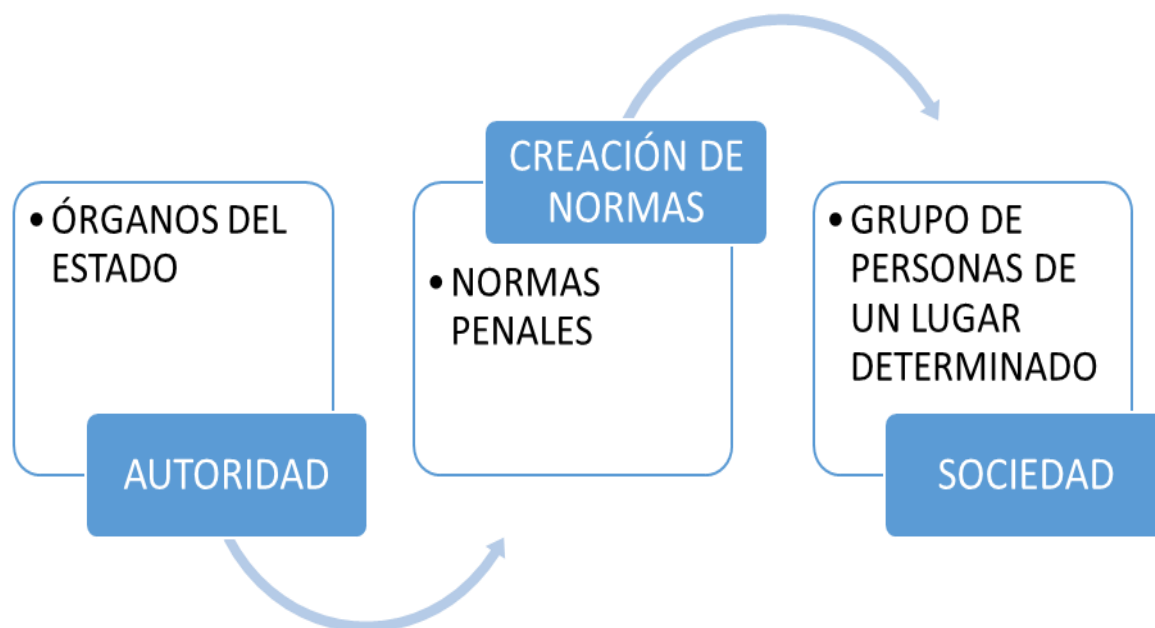 • ÓRGANOS DEL
ESTADO
AUTORIDAD
CREACIÓN DE
NORMAS
• NORMAS
PENALES
• GRUPO DE
PERSONAS DE
UN LUGAR
DETERMINADO
SOCIEDAD